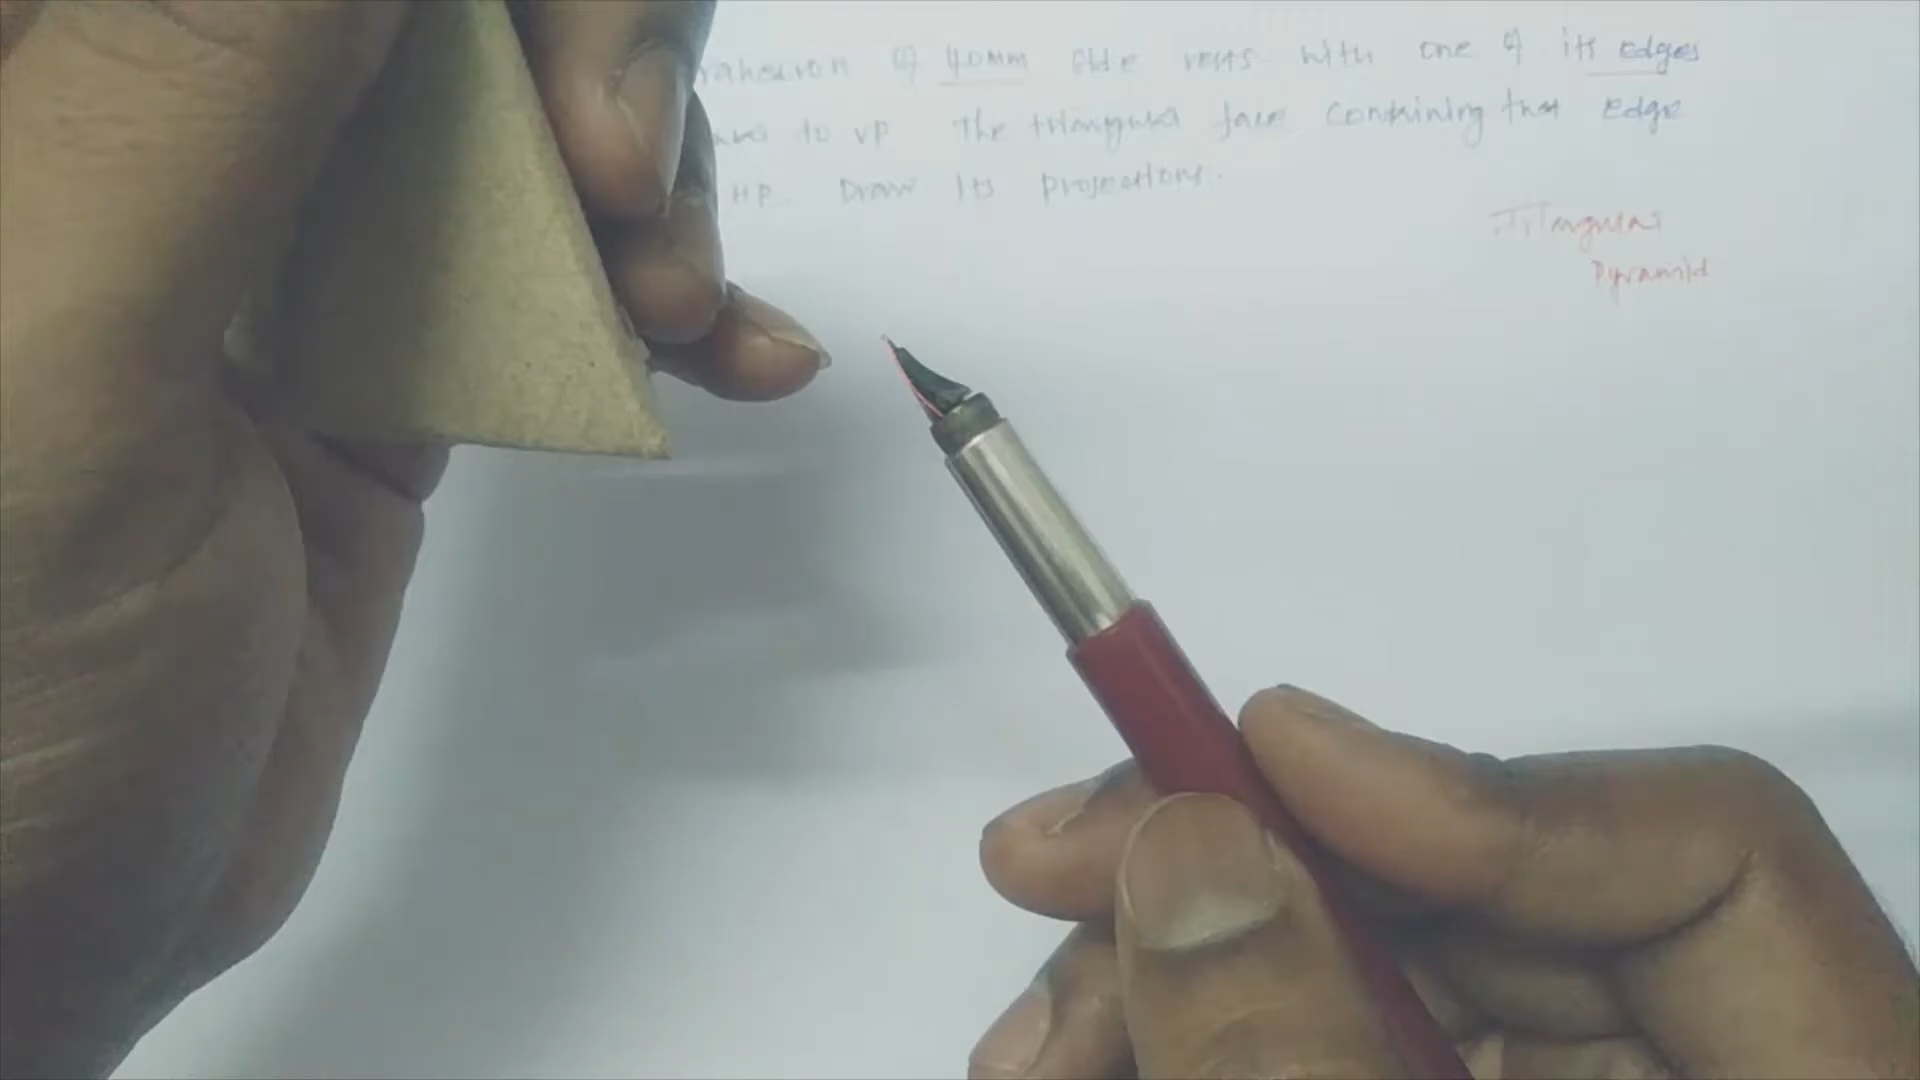 rahedron of 40mm side rests with one of its edges
to VP The triangular face containing that edge
HP. Draw its projections.
Triangular
Pyramid